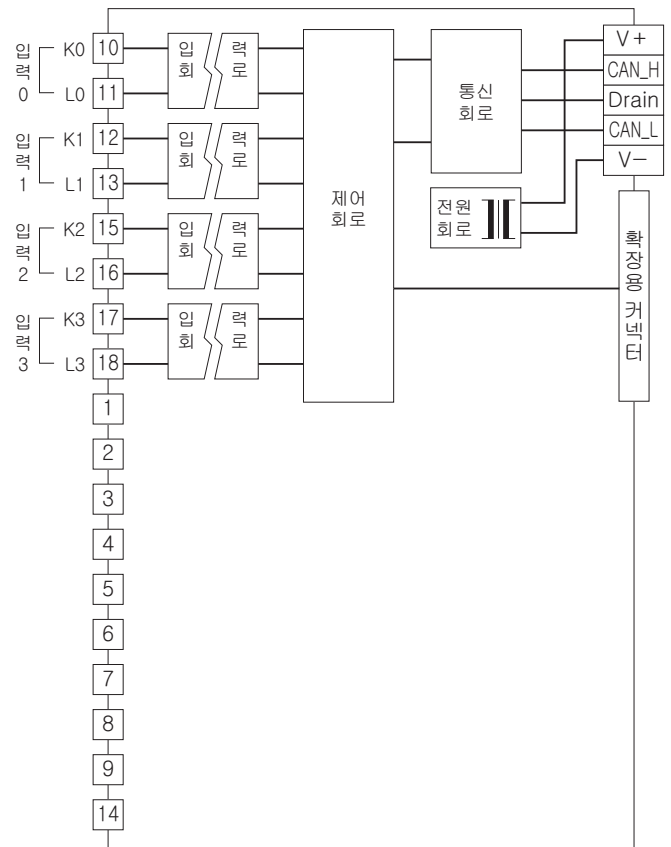 입력 0
K0 10
L0 11
입력회로
입력 1
K1 12
L1 13
입력회로
입력 2
K2 15
L2 16
입력회로
입력 3
K3 17
L3 18
입력회로
1
2
3
4
5
6
7
8
9
14
제어
회로
통신
회로
전원
회로
V+
CAN_H
Drain
CAN_L
V−
확장용 커넥터